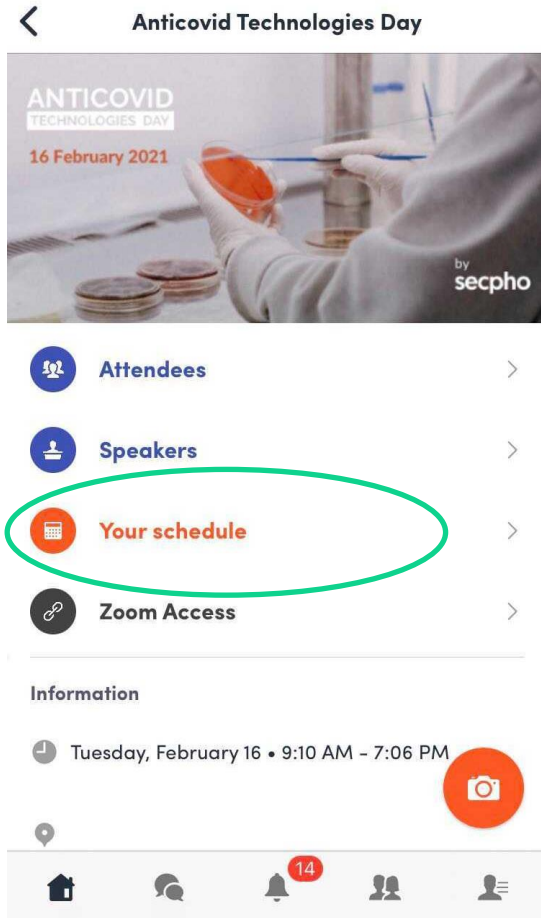 Anticovid Technologies Day
ANTICOVID
TECHNOLOGIES DAY
16 February 2021
by
secpho
Attendees
Speakers
Your schedule
Zoom Access
Information
Tuesday, February 16 • 9:10 AM - 7:06 PM
14